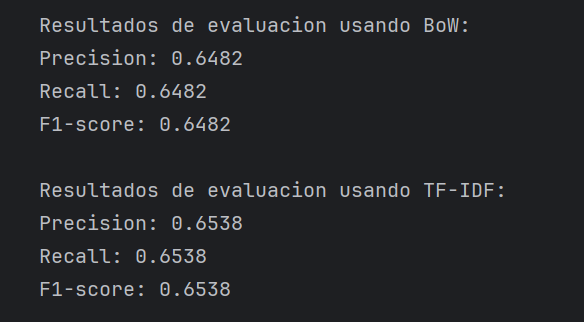 Resultados de evaluacion usando BoW:
Precision: 0.6482
Recall: 0.6482
F1-score: 0.6482
Resultados de evaluacion usando TF-IDF:
Precision: 0.6538
Recall: 0.6538
F1-score: 0.6538